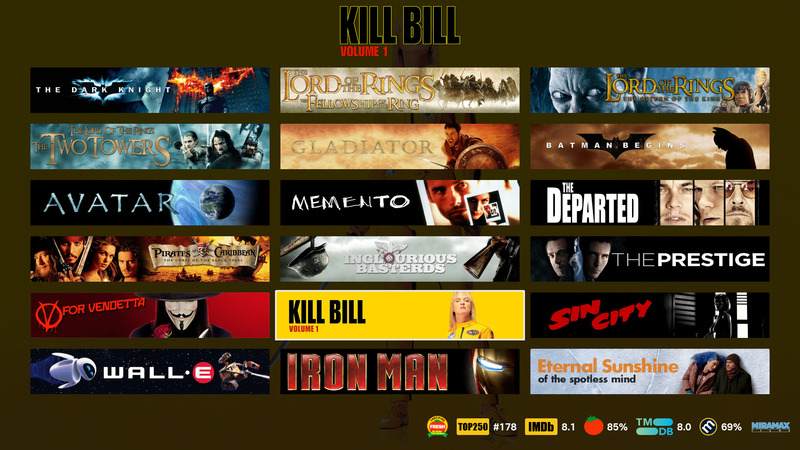 KILL BILL
VOLUME 1
THE DARK KNIGHT
THE
LORD OF THE RINGS
THE FELLOWSHIP OF THE RING
THE
LORD OF THE RINGS
THE RETURN OF THE KING
THE LORD OF THE RINGS
THE TWO TOWERS
GLADIATOR
BATMAN BEGINS
AVATAR
MEMENTO
THE
DEPARTED
PIRATES of the CARIBBEAN
THE CURSE OF THE BLACK PEARL
INGLOURIOUS
BASTERDS
THE PRESTIGE
V FOR VENDETTA
KILL BILL
VOLUME 1
SIN CITY
WALL·E
IRON MAN
Eternal Sunshine
of the spotless mind
FRESH TOP250 #178 IMDb 8.1 85% TMDB 8.0 69% MIRAMAX